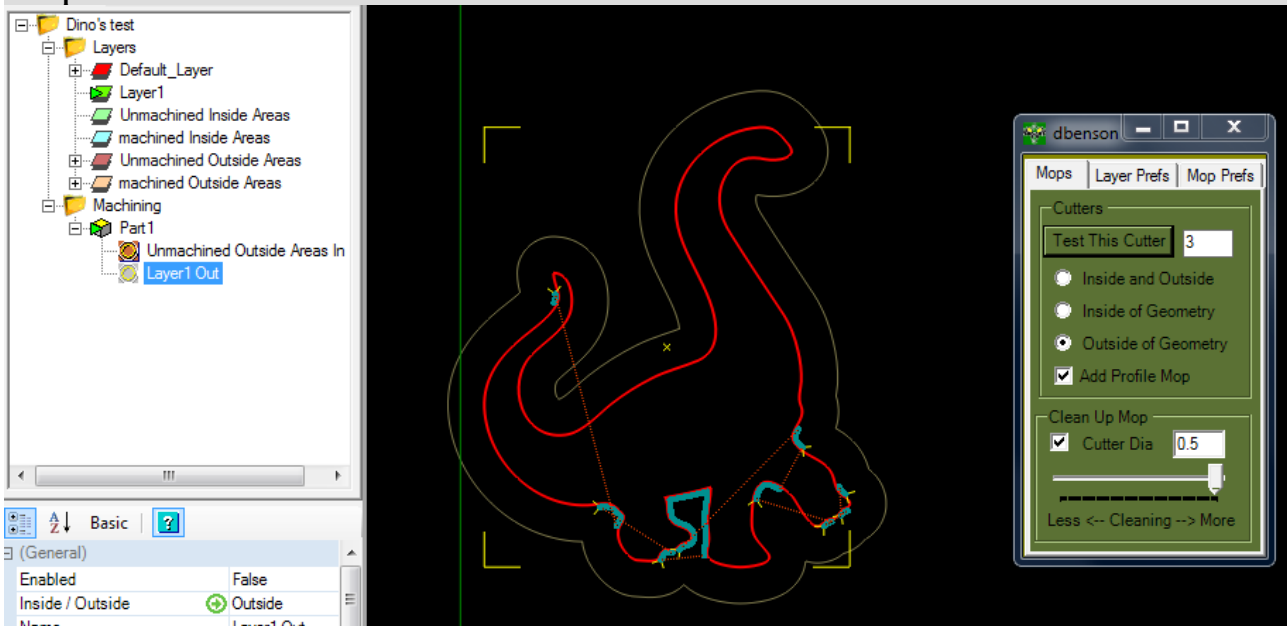 Dino's test
Layers
Default_Layer
Layer1
Unmachined Inside Areas
machined Inside Areas
Unmachined Outside Areas
machined Outside Areas
Machining
Part1
Unmachined Outside Areas In
Layer1 Out
Basic
(General)
Enabled False
Inside / Outside Outside
Name Layer1 Out
dbenson
Mops Layer Prefs Mop Prefs
Cutters
Test This Cutter 3
Inside and Outside
Inside of Geometry
Outside of Geometry
Add Profile Mop
Clean Up Mop
Cutter Dia 0.5
Less <-- Cleaning --> More